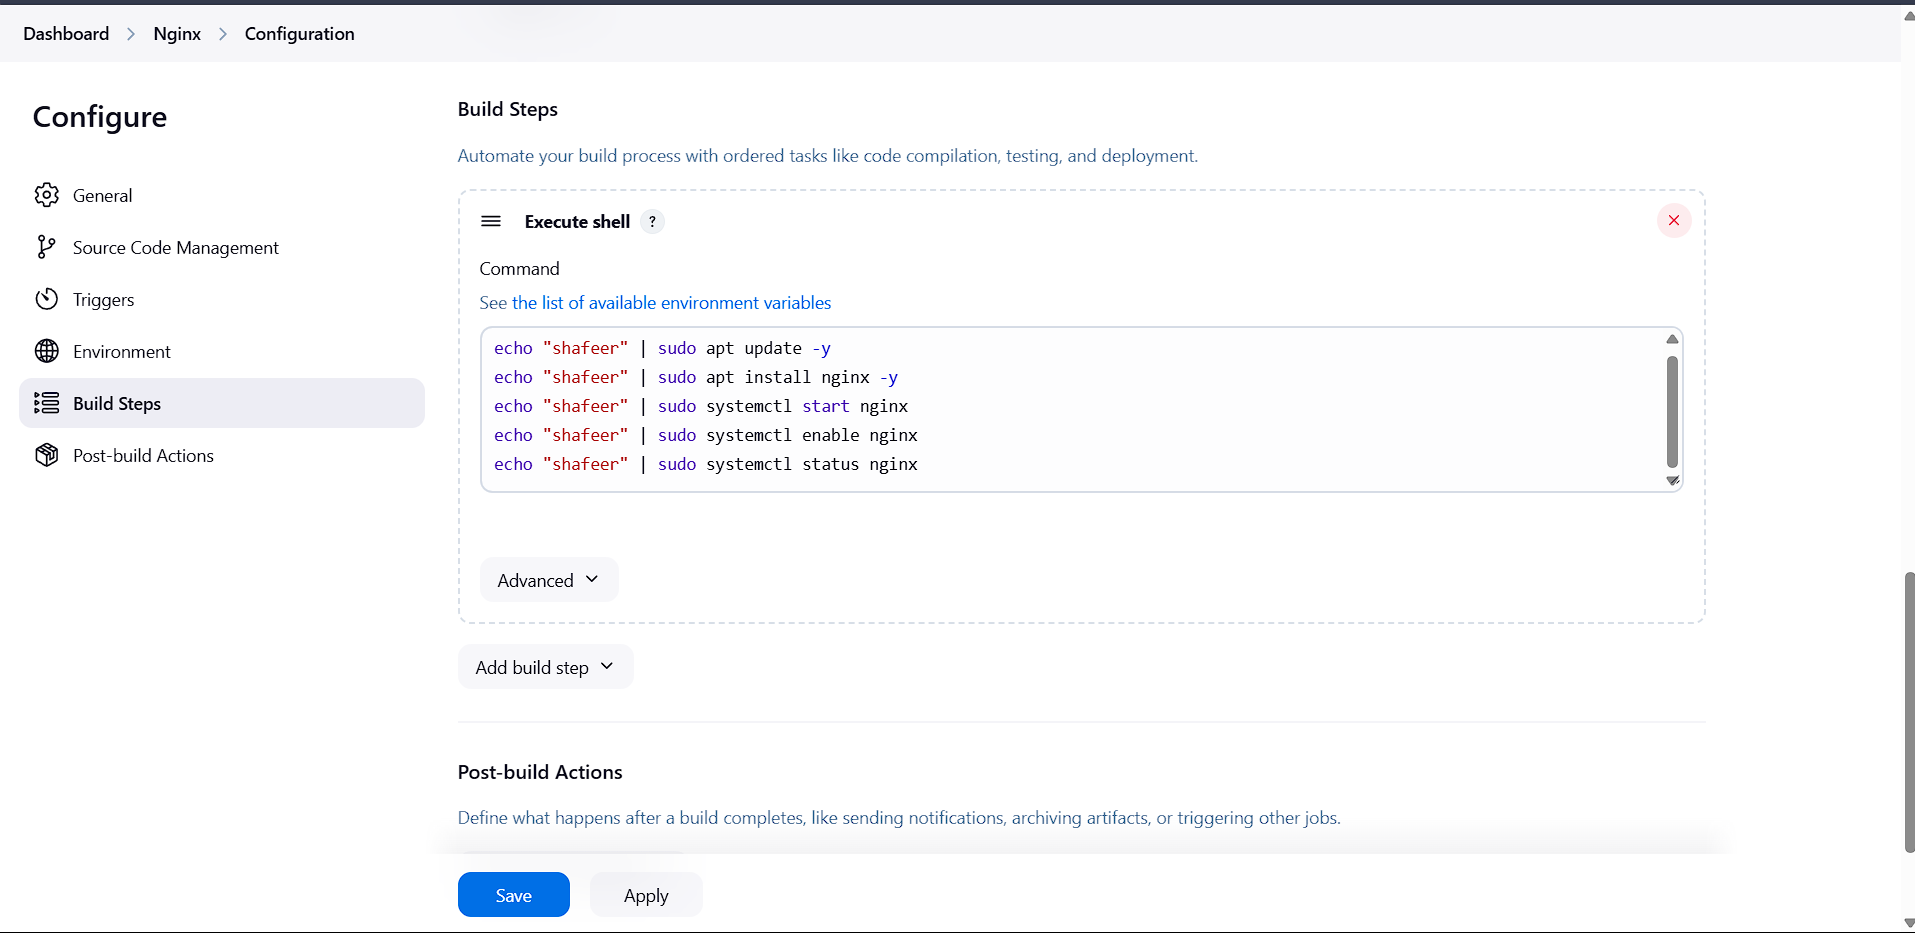 Dashboard > Nginx > Configuration
Configure
General
Source Code Management
Triggers
Environment
Build Steps
Post-build Actions
Build Steps
Automate your build process with ordered tasks like code compilation, testing, and deployment.
Execute shell ?
Command
See the list of available environment variables
echo "shafeer" | sudo apt update -y
echo "shafeer" | sudo apt install nginx -y
echo "shafeer" | sudo systemctl start nginx
echo "shafeer" | sudo systemctl enable nginx
echo "shafeer" | sudo systemctl status nginx
Advanced
Add build step
Post-build Actions
Define what happens after a build completes, like sending notifications, archiving artifacts, or triggering other jobs.
Save Apply